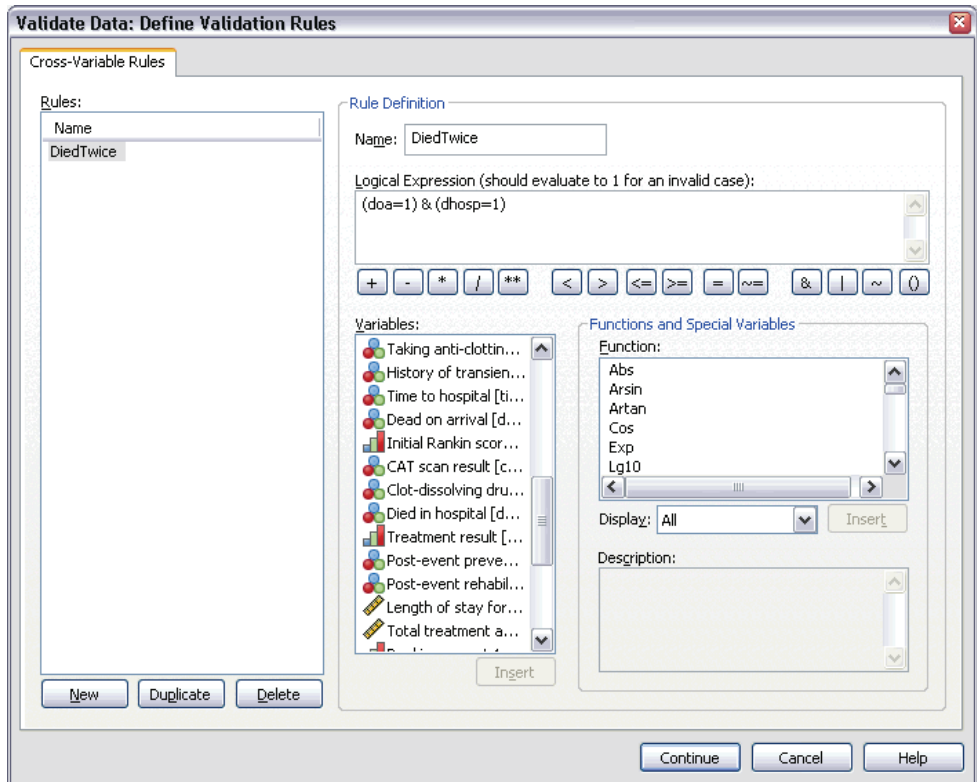 Validate Data: Define Validation Rules
Cross-Variable Rules
Rules:
Name
DiedTwice
Rule Definition
Name: DiedTwice
Logical Expression (should evaluate to 1 for an invalid case):
(doa=1) & (dhosp=1)
+ - * / ** < > <= >= = ~= & | ~ ()
Variables:
Taking anti-clottin...
History of transien...
Time to hospital [ti...
Dead on arrival [d...
Initial Rankin scor...
CAT scan result [c...
Clot-dissolving dru...
Died in hospital [d...
Treatment result [...
Post-event preve...
Post-event rehabil...
Length of stay for...
Total treatment a...
Insert
Functions and Special Variables
Function:
Abs
Arsin
Artan
Cos
Exp
Lg10
Display: All
Insert
Description:
New Duplicate Delete
Continue Cancel Help